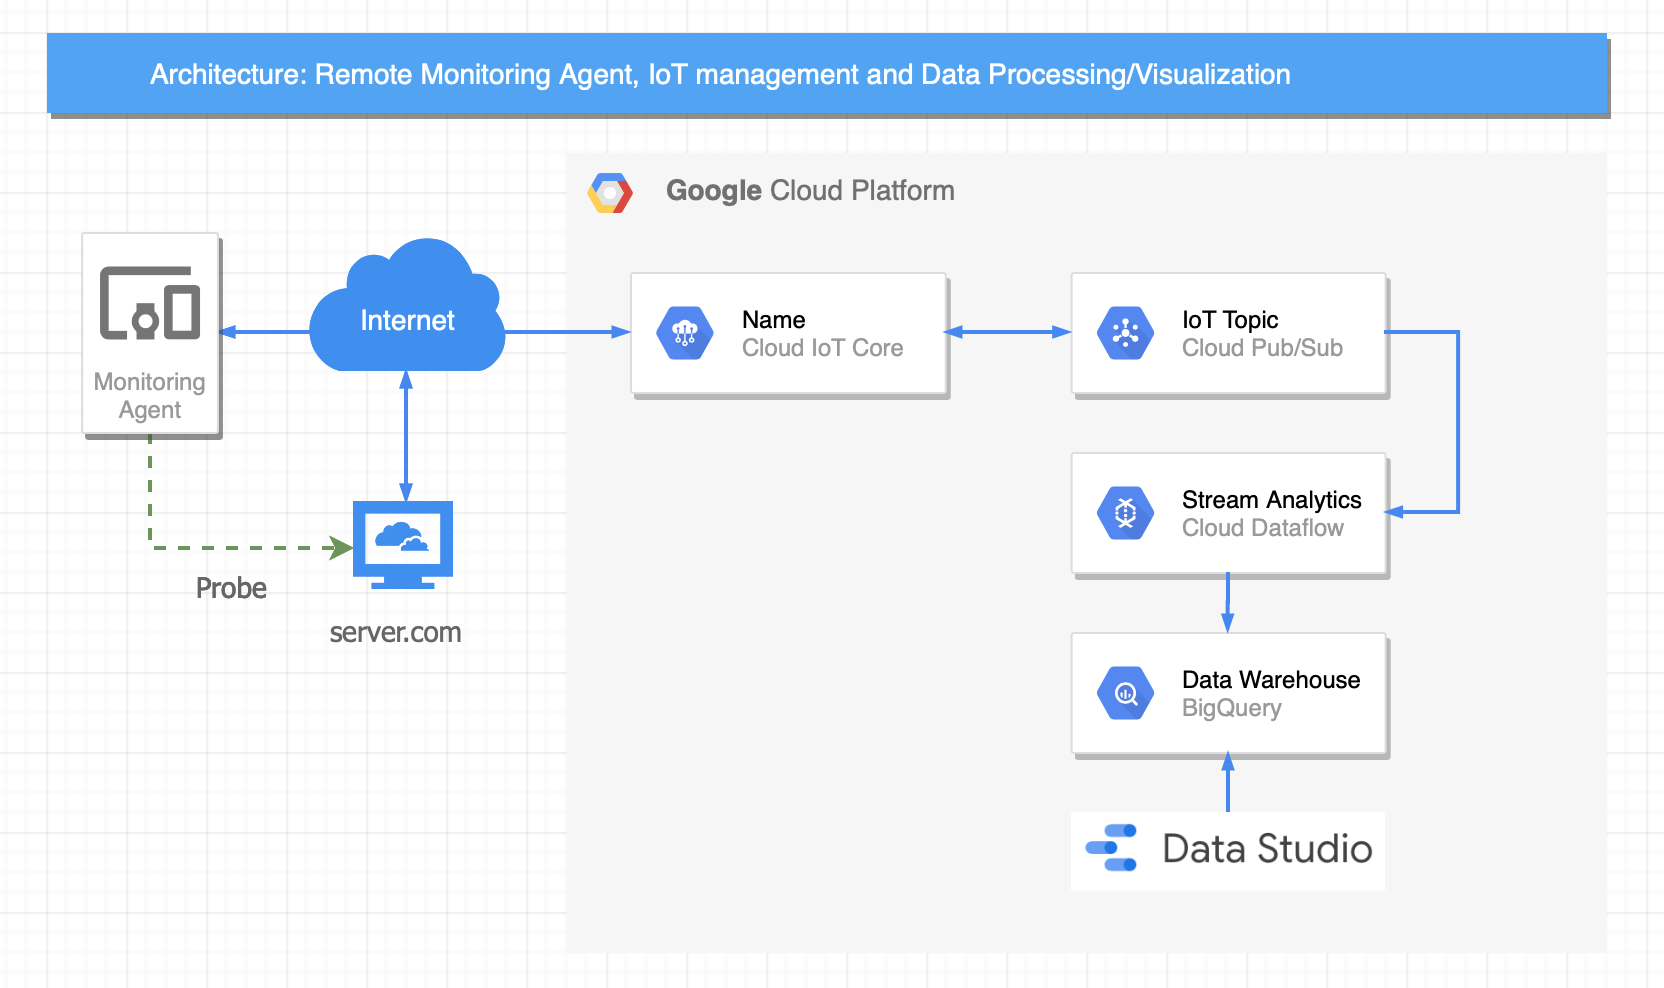 Architecture: Remote Monitoring Agent, IoT management and Data Processing/Visualization
Google Cloud Platform
Monitoring
Agent
Internet
Name
Cloud IoT Core
IoT Topic
Cloud Pub/Sub
Stream Analytics
Cloud Dataflow
Probe
server.com
Data Warehouse
BigQuery
Data Studio